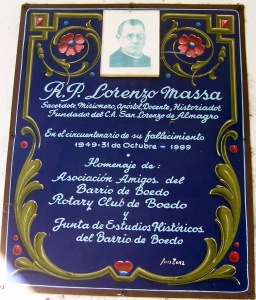 R.P. Lorenzo Massa
Sacerdote, Misionero, Apóstol, Docente, Historiador
Fundador del C.A. San Lorenzo de Almagro
En el cincuentenario de su fallecimiento
1949-31 de Octubre-1999
Homenaje de:
Asociación Amigos del
Barrio de Boedo
Rotary Club de Boedo
y
Junta de Estudios Históricos
del Barrio de Boedo